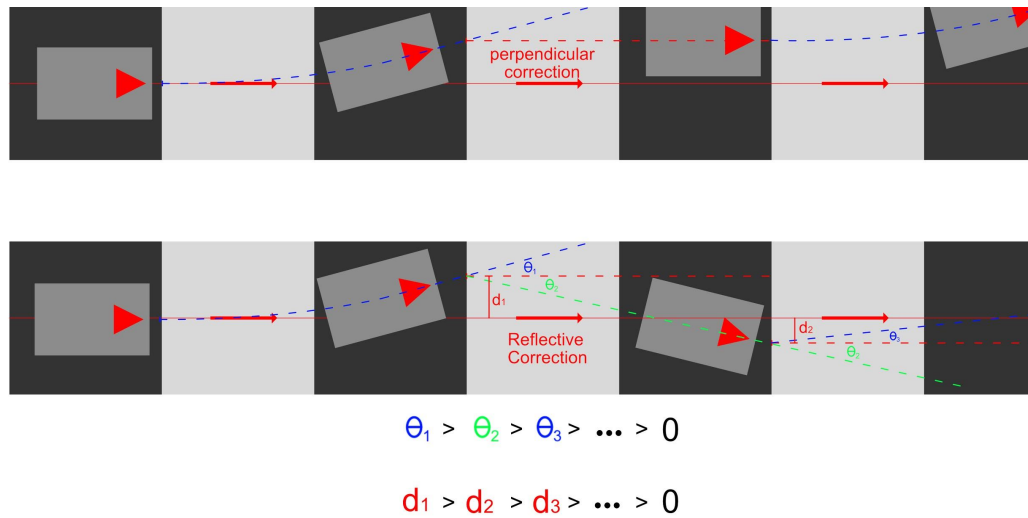 perpendicular
correction
θ₁
θ₂
d₁
d₂
Reflective
Correction
θ₃
θ₂
θ₁ > θ₂ > θ₃ > ... > 0
d₁ > d₂ > d₃ > ... > 0